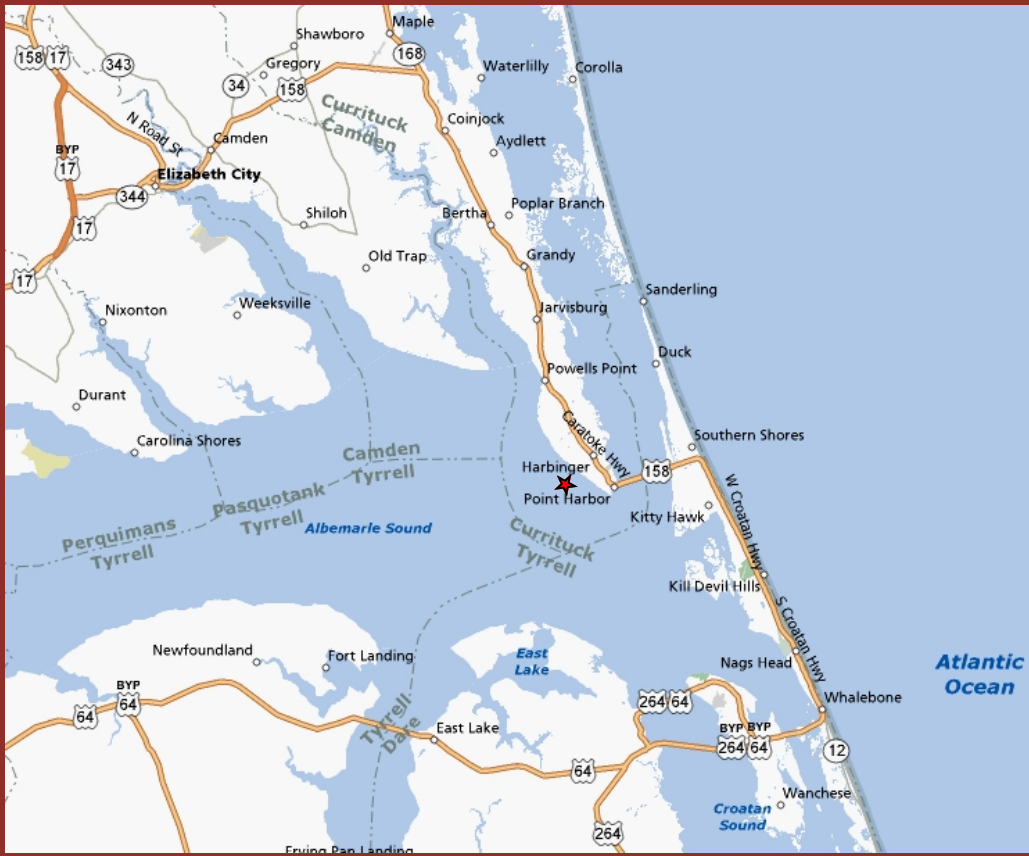 Maple
Shawboro
168
158 17
343
Gregory
Waterlilly
Corolla
34
158
Currituck
Camden
N Road St
Coinjock
Camden
Aydlett
BYP
17
Elizabeth City
344
Poplar Branch
Shiloh
Bertha
17
Old Trap
Grandy
17
Sanderling
Weeksville
Nixonton
Jarvisburg
Duck
Powells Point
Durant
Caratoke Hwy
Southern Shores
Carolina Shores
Camden
Tyrrell
Harbinger
158
Point Harbor
W Croatan Hwy
Pasquotank
Tyrrell
Kitty Hawk
Albemarle Sound
Perquimans
Tyrrell
Currituck
Tyrrell
Kill Devil Hills
S Croatan Hwy
Newfoundland
Fort Landing
East
Lake
Nags Head
Atlantic
Ocean
BYP
64
64
Whalebone
264 64
Tyrrell
Dare
East Lake
BYP BYP
264 64
12
64
Wanchese
Croatan
Sound
264
Frying Pan Landing